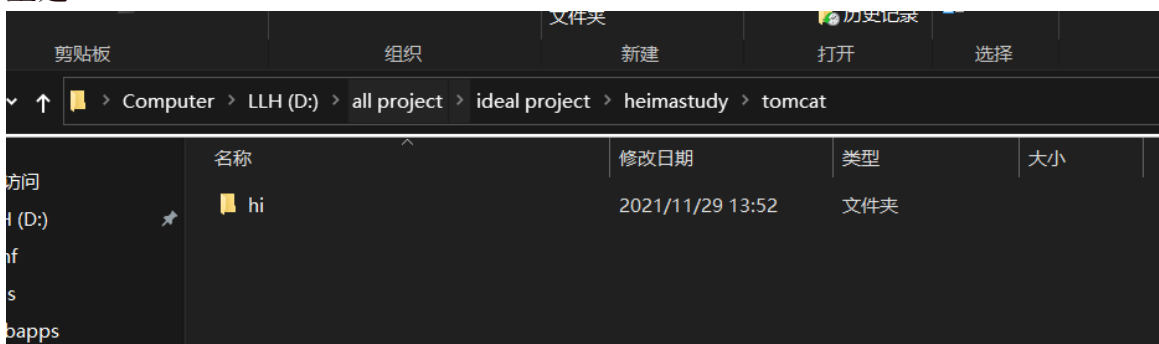 文件夹 历史记录
剪贴板 组织 新建 打开 选择
Computer > LLH (D:) > all project > ideal project > heimastudy > tomcat
名称 修改日期 类型 大小
访问
hi 2021/11/29 13:52 文件夹
(D:)